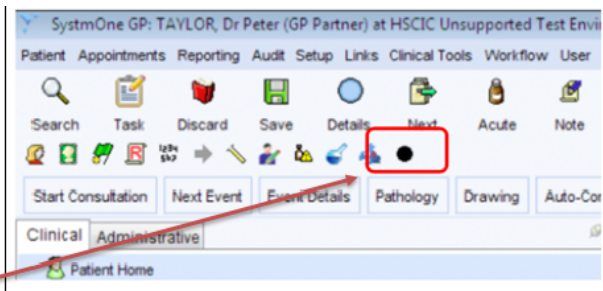 SystmOne GP: TAYLOR, Dr Peter (GP Partner) at HSCIC Unsupported Test Envi
Patient Appointments Reporting Audit Setup Links Clinical Tools Workflow User
Search Task Discard Save Details Next Acute Note
Start Consultation Next Event Event Details Pathology Drawing Auto-Con
Clinical Administrative
Patient Home